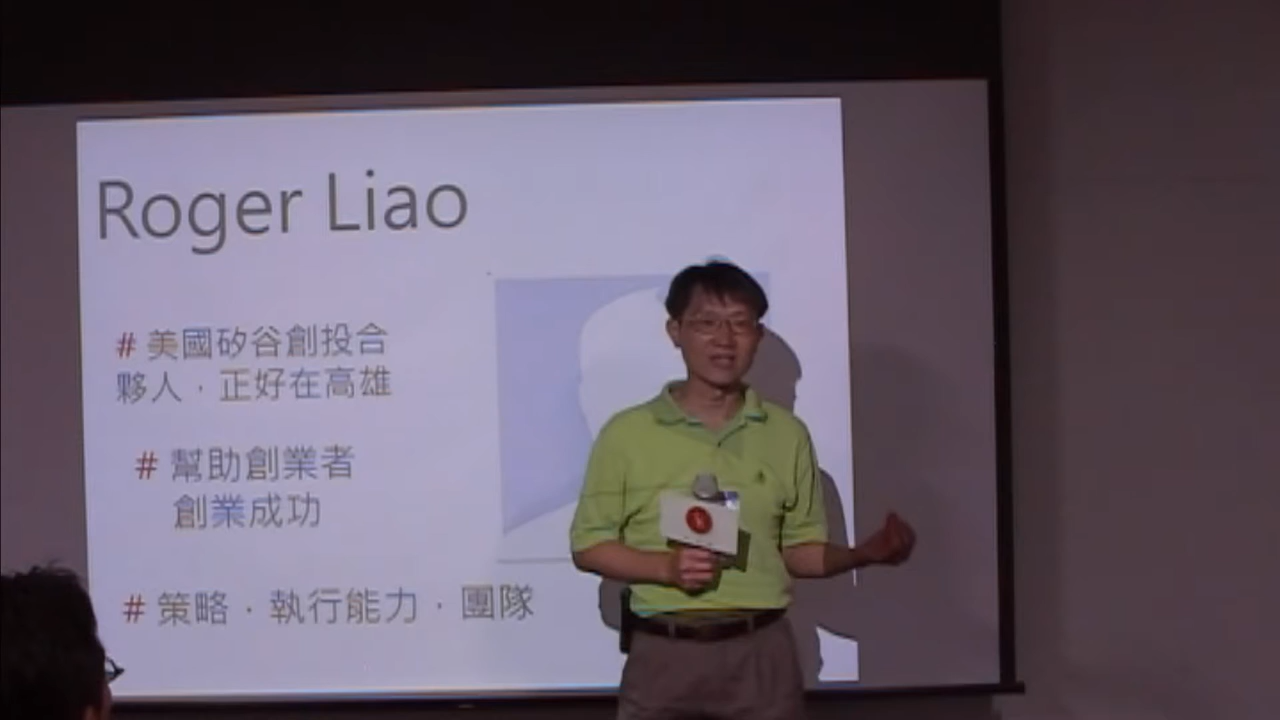 Roger Liao
# 美國矽谷創投合
夥人，正好在高雄
# 幫助創業者
創業成功
# 策略．執行能力．團隊